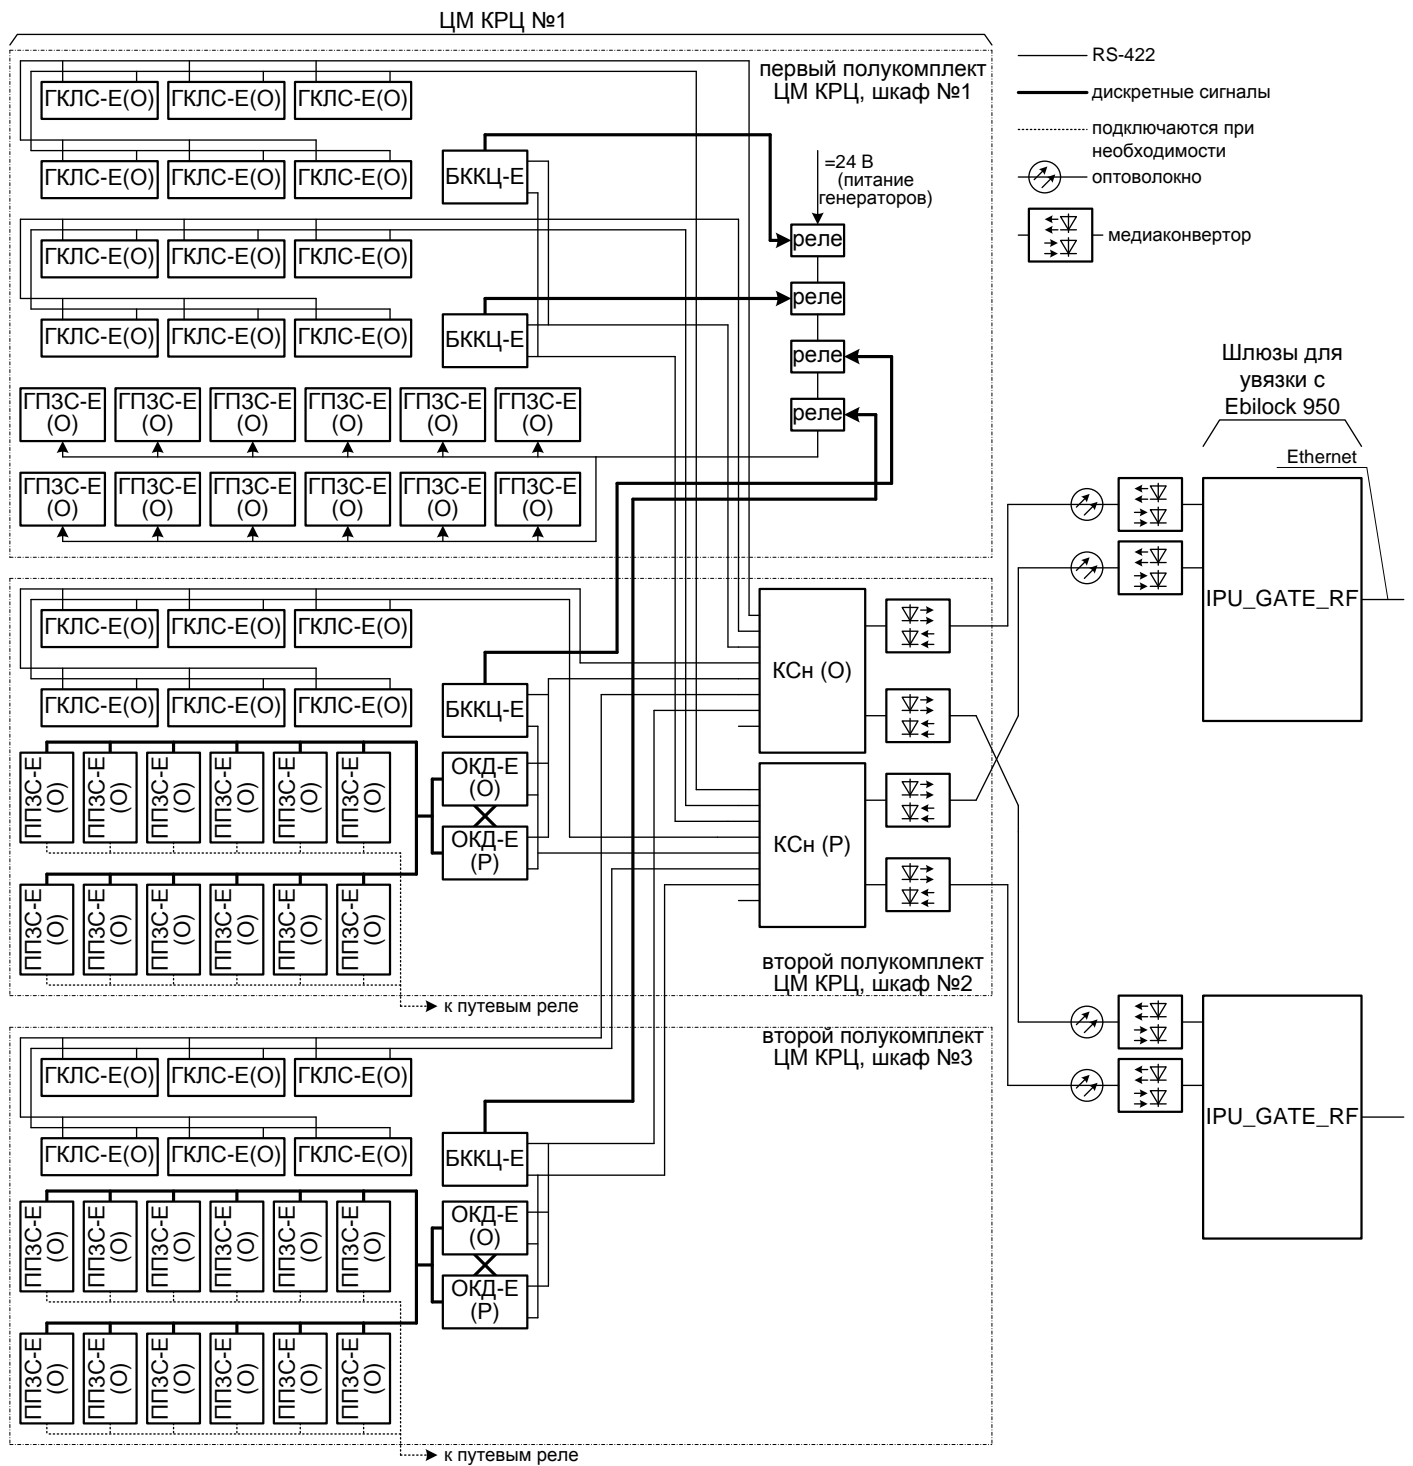 ЦМ КРЦ №1
первый полукомплект
ЦМ КРЦ, шкаф №1
ГКЛС-Е(О) ГКЛС-Е(О) ГКЛС-Е(О)
ГКЛС-Е(О) ГКЛС-Е(О) ГКЛС-Е(О)
БККЦ-Е
=24 В
(питание
генераторов)
реле
ГКЛС-Е(О) ГКЛС-Е(О) ГКЛС-Е(О)
реле
ГКЛС-Е(О) ГКЛС-Е(О) ГКЛС-Е(О)
БККЦ-Е
реле
реле
ГПЗС-Е ГПЗС-Е ГПЗС-Е ГПЗС-Е ГПЗС-Е ГПЗС-Е
(О) (О) (О) (О) (О) (О)
ГПЗС-Е ГПЗС-Е ГПЗС-Е ГПЗС-Е ГПЗС-Е ГПЗС-Е
(О) (О) (О) (О) (О) (О)
RS-422
дискретные сигналы
подключаются при
необходимости
оптоволокно
медиаконвертор
Шлюзы для
увязки с
Ebilock 950
Ethernet
IPU_GATE_RF
ГКЛС-Е(О) ГКЛС-Е(О) ГКЛС-Е(О)
ГКЛС-Е(О) ГКЛС-Е(О) ГКЛС-Е(О)
БККЦ-Е
КСн (О)
ППЗС-Е ППЗС-Е ППЗС-Е ППЗС-Е ППЗС-Е ППЗС-Е
(О) (О) (О) (О) (О) (О)
ОКД-Е
(О)
ОКД-Е
(Р)
КСн (Р)
ППЗС-Е ППЗС-Е ППЗС-Е ППЗС-Е ППЗС-Е ППЗС-Е
(О) (О) (О) (О) (О) (О)
второй полукомплект
ЦМ КРЦ, шкаф №2
к путевым реле
второй полукомплект
ЦМ КРЦ, шкаф №3
ГКЛС-Е(О) ГКЛС-Е(О) ГКЛС-Е(О)
ГКЛС-Е(О) ГКЛС-Е(О) ГКЛС-Е(О)
БККЦ-Е
IPU_GATE_RF
ППЗС-Е ППЗС-Е ППЗС-Е ППЗС-Е ППЗС-Е ППЗС-Е
(О) (О) (О) (О) (О) (О)
ОКД-Е
(О)
ОКД-Е
(Р)
ППЗС-Е ППЗС-Е ППЗС-Е ППЗС-Е ППЗС-Е ППЗС-Е
(О) (О) (О) (О) (О) (О)
к путевым реле